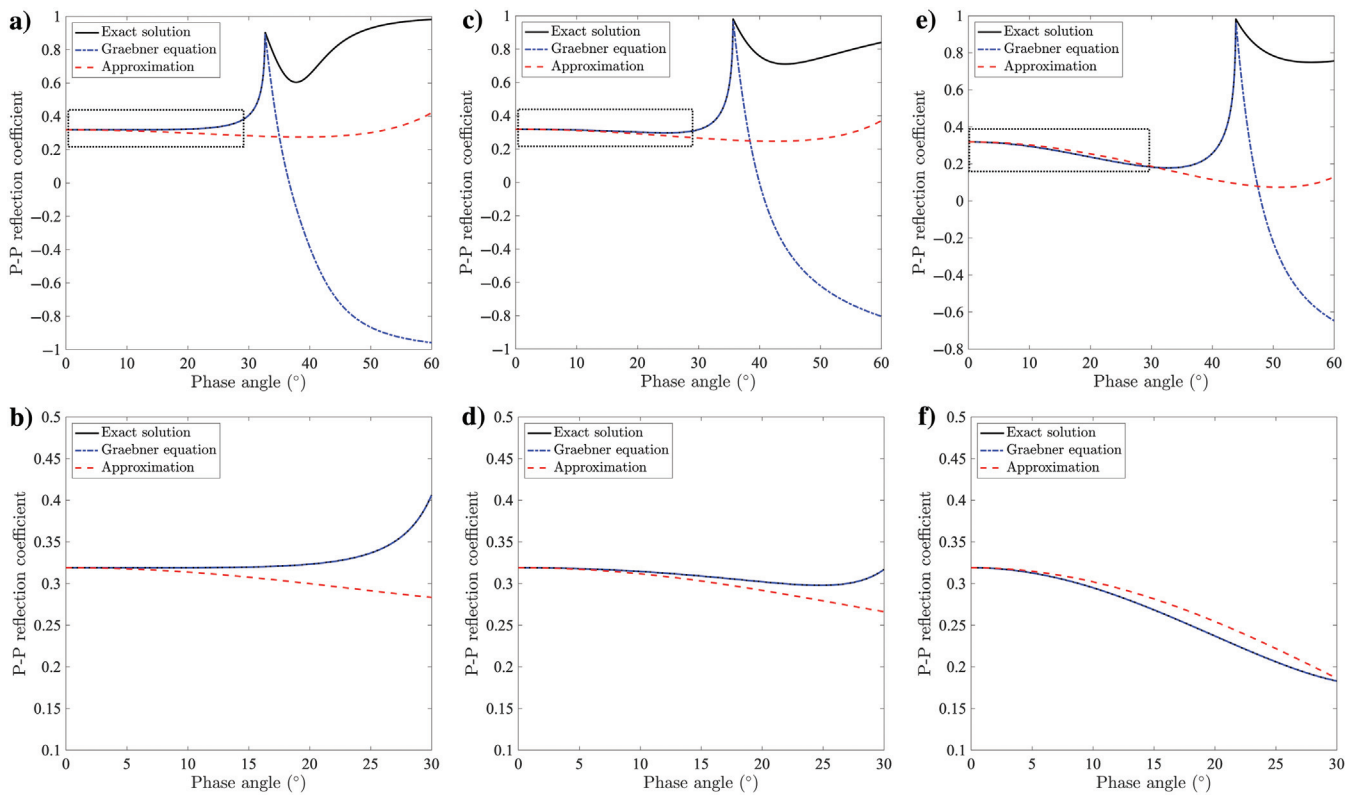 a)
P-P reflection coefficient
1
0.8
0.6
0.4
0.2
0
−0.2
−0.4
−0.6
−0.8
−1
Exact solution
Graebner equation
Approximation
0 10 20 30 40 50 60
Phase angle (°)
c)
P-P reflection coefficient
1
0.8
0.6
0.4
0.2
0
−0.2
−0.4
−0.6
−0.8
−1
Exact solution
Graebner equation
Approximation
0 10 20 30 40 50 60
Phase angle (°)
e)
P-P reflection coefficient
1
0.8
0.6
0.4
0.2
0
−0.2
−0.4
−0.6
−0.8
Exact solution
Graebner equation
Approximation
0 10 20 30 40 50 60
Phase angle (°)
b)
P-P reflection coefficient
0.5
0.45
0.4
0.35
0.3
0.25
0.2
0.15
0.1
Exact solution
Graebner equation
Approximation
0 5 10 15 20 25 30
Phase angle (°)
d)
P-P reflection coefficient
0.5
0.45
0.4
0.35
0.3
0.25
0.2
0.15
0.1
Exact solution
Graebner equation
Approximation
0 5 10 15 20 25 30
Phase angle (°)
f)
P-P reflection coefficient
0.5
0.45
0.4
0.35
0.3
0.25
0.2
0.15
0.1
Exact solution
Graebner equation
Approximation
0 5 10 15 20 25 30
Phase angle (°)